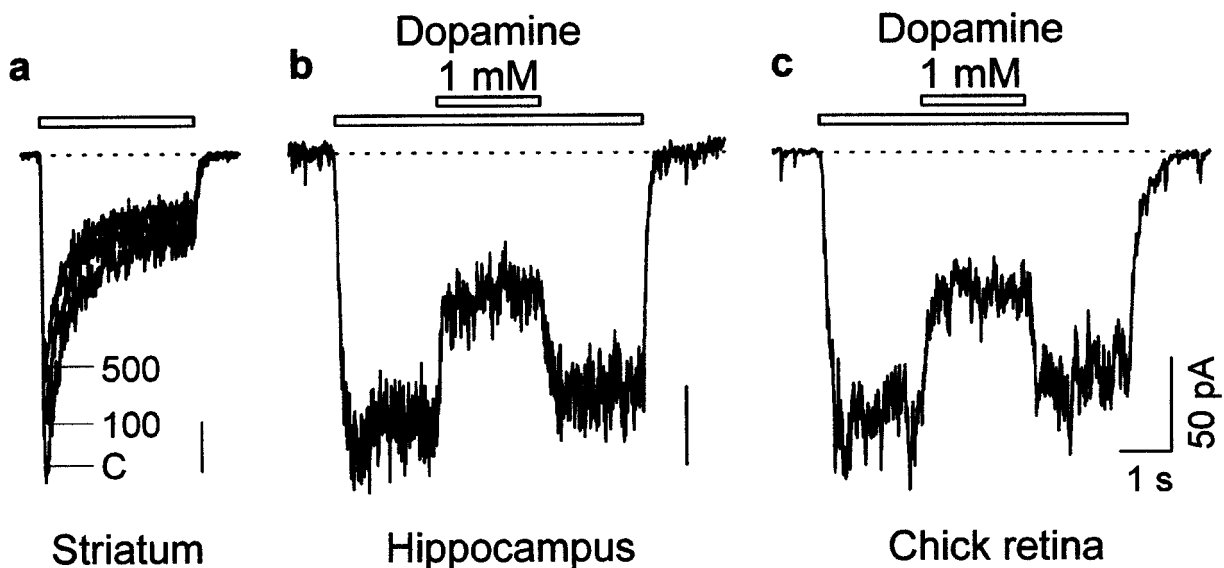 a
b
Dopamine
1 mM
c
Dopamine
1 mM
500
100
C
50 pA
1 s
Striatum
Hippocampus
Chick retina